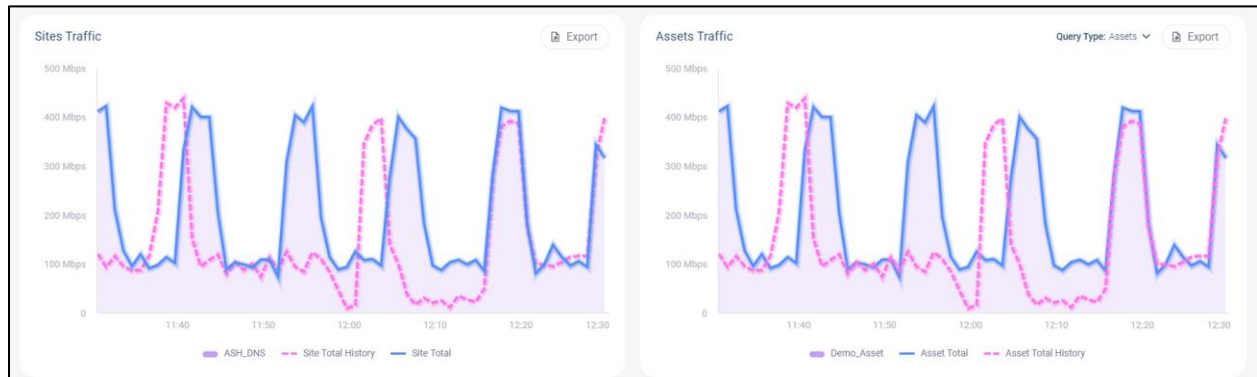 Sites Traffic
Export
500 Mbps
400 Mbps
300 Mbps
200 Mbps
100 Mbps
0
11:40 11:50 12:00 12:10 12:20 12:30
ASH_DNS Site Total History Site Total
Assets Traffic
Query Type: Assets
Export
500 Mbps
400 Mbps
300 Mbps
200 Mbps
100 Mbps
0
11:40 11:50 12:00 12:10 12:20 12:30
Demo_Asset Asset Total Asset Total History